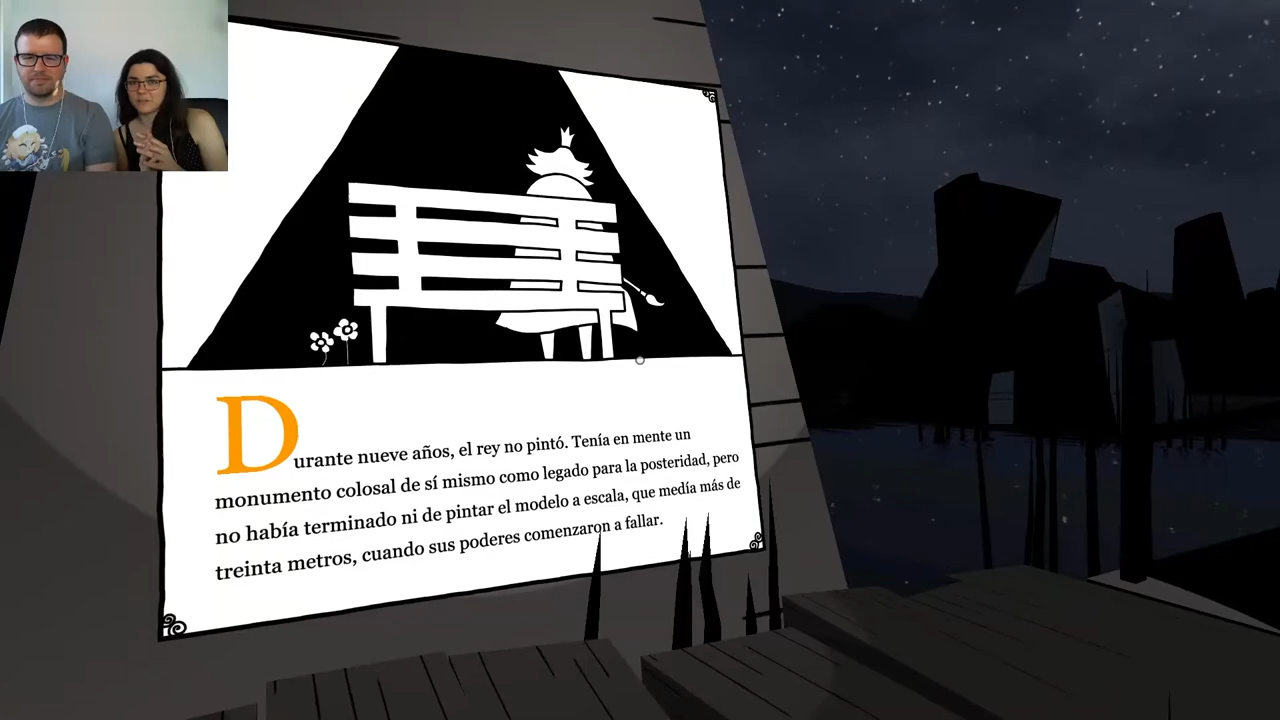 Durante nueve años, el rey no pintó. Tenía en mente un
monumento colosal de sí mismo como legado para la posteridad, pero
no había terminado ni de pintar el modelo a escala, que medía más de
treinta metros, cuando sus poderes comenzaron a fallar.